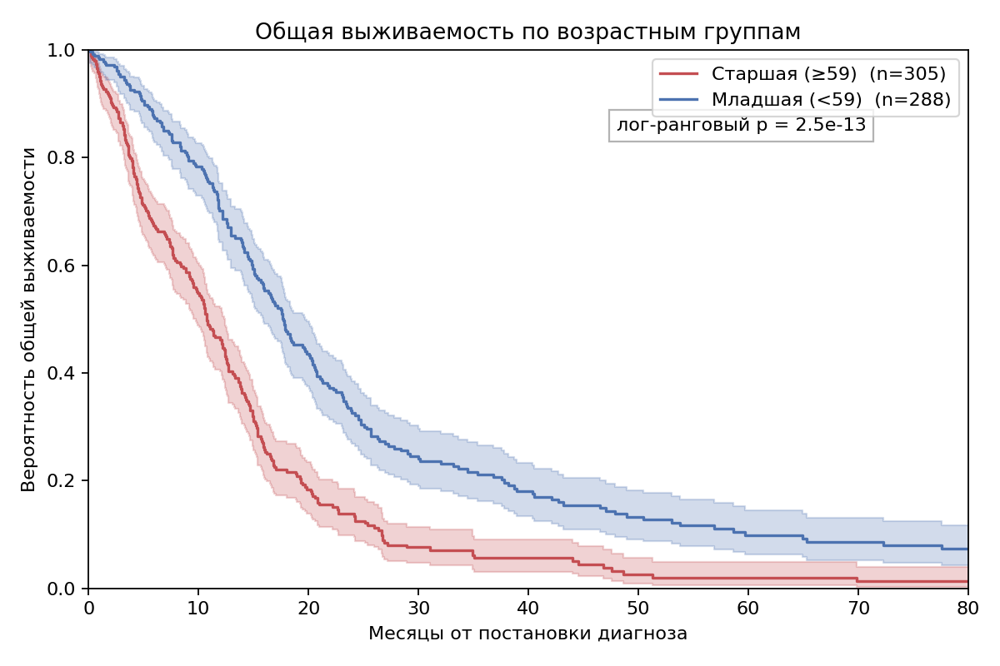 Общая выживаемость по возрастным группам
Вероятность общей выживаемости
1.0
0.8
0.6
0.4
0.2
0.0
Старшая (≥59) (n=305)
Младшая (<59) (n=288)
лог-ранговый p = 2.5e-13
0 10 20 30 40 50 60 70 80
Месяцы от постановки диагноза